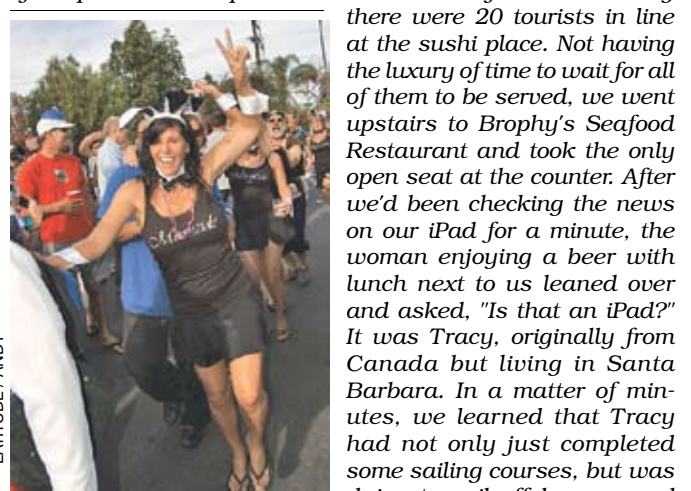 there were 20 tourists in line
at the sushi place. Not having
the luxury of time to wait for all
of them to be served, we went
upstairs to Brophy's Seafood
Restaurant and took the only
open seat at the counter. After
we'd been checking the news
on our iPad for a minute, the
woman enjoying a beer with
lunch next to us leaned over
and asked, "Is that an iPad?"
It was Tracy, originally from
Canada but living in Santa
Barbara. In a matter of min-
utes, we learned that Tracy
had not only just completed
some sailing courses, but was